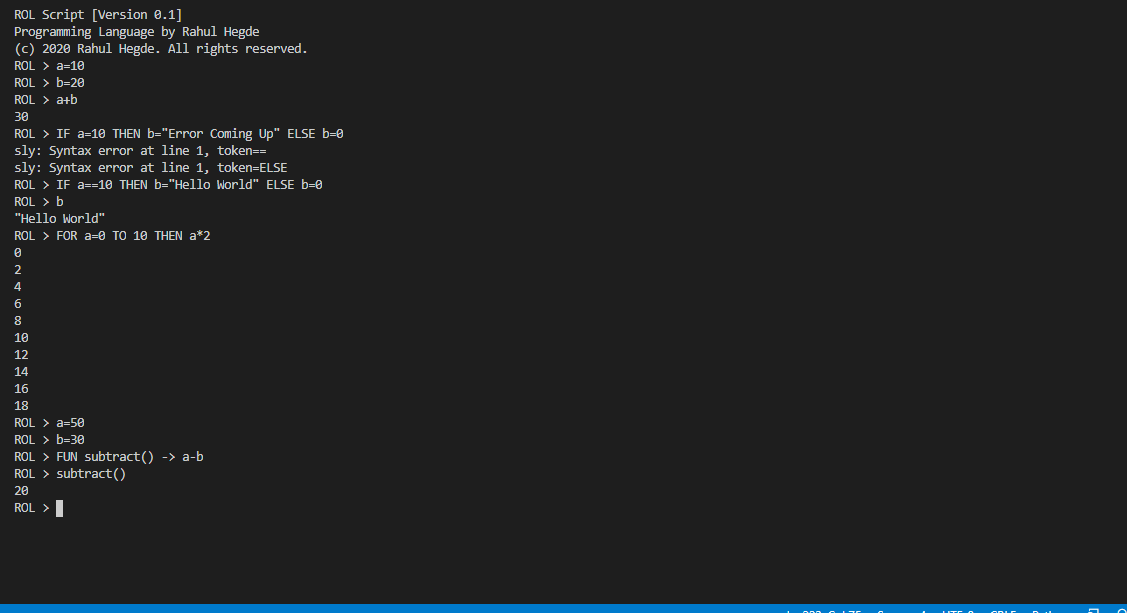 ROL Script [Version 0.1]
Programming Language by Rahul Hegde
(c) 2020 Rahul Hegde. All rights reserved.
ROL > a=10
ROL > b=20
ROL > a+b
30
ROL > IF a=10 THEN b="Error Coming Up" ELSE b=0
sly: Syntax error at line 1, token==
sly: Syntax error at line 1, token=ELSE
ROL > IF a==10 THEN b="Hello World" ELSE b=0
ROL > b
"Hello World"
ROL > FOR a=0 TO 10 THEN a*2
0
2
4
6
8
10
12
14
16
18
ROL > a=50
ROL > b=30
ROL > FUN subtract() -> a-b
ROL > subtract()
20
ROL >